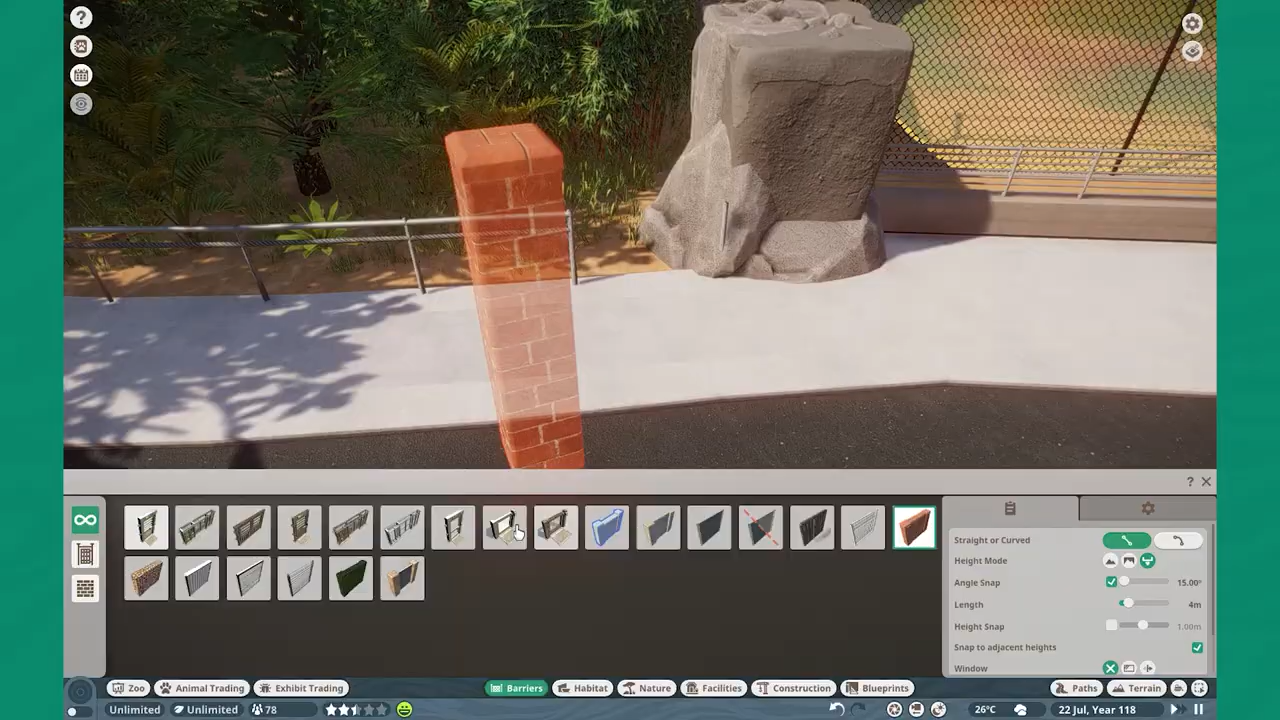 ?
? ×
Straight or Curved
Height Mode
Angle Snap 15.00°
Length 4m
Height Snap 1.00m
Snap to adjacent heights
Window
Zoo Animal Trading Exhibit Trading Barriers Habitat Nature Facilities Construction Blueprints Paths Terrain
Unlimited Unlimited 78 26°C 22 Jul, Year 118